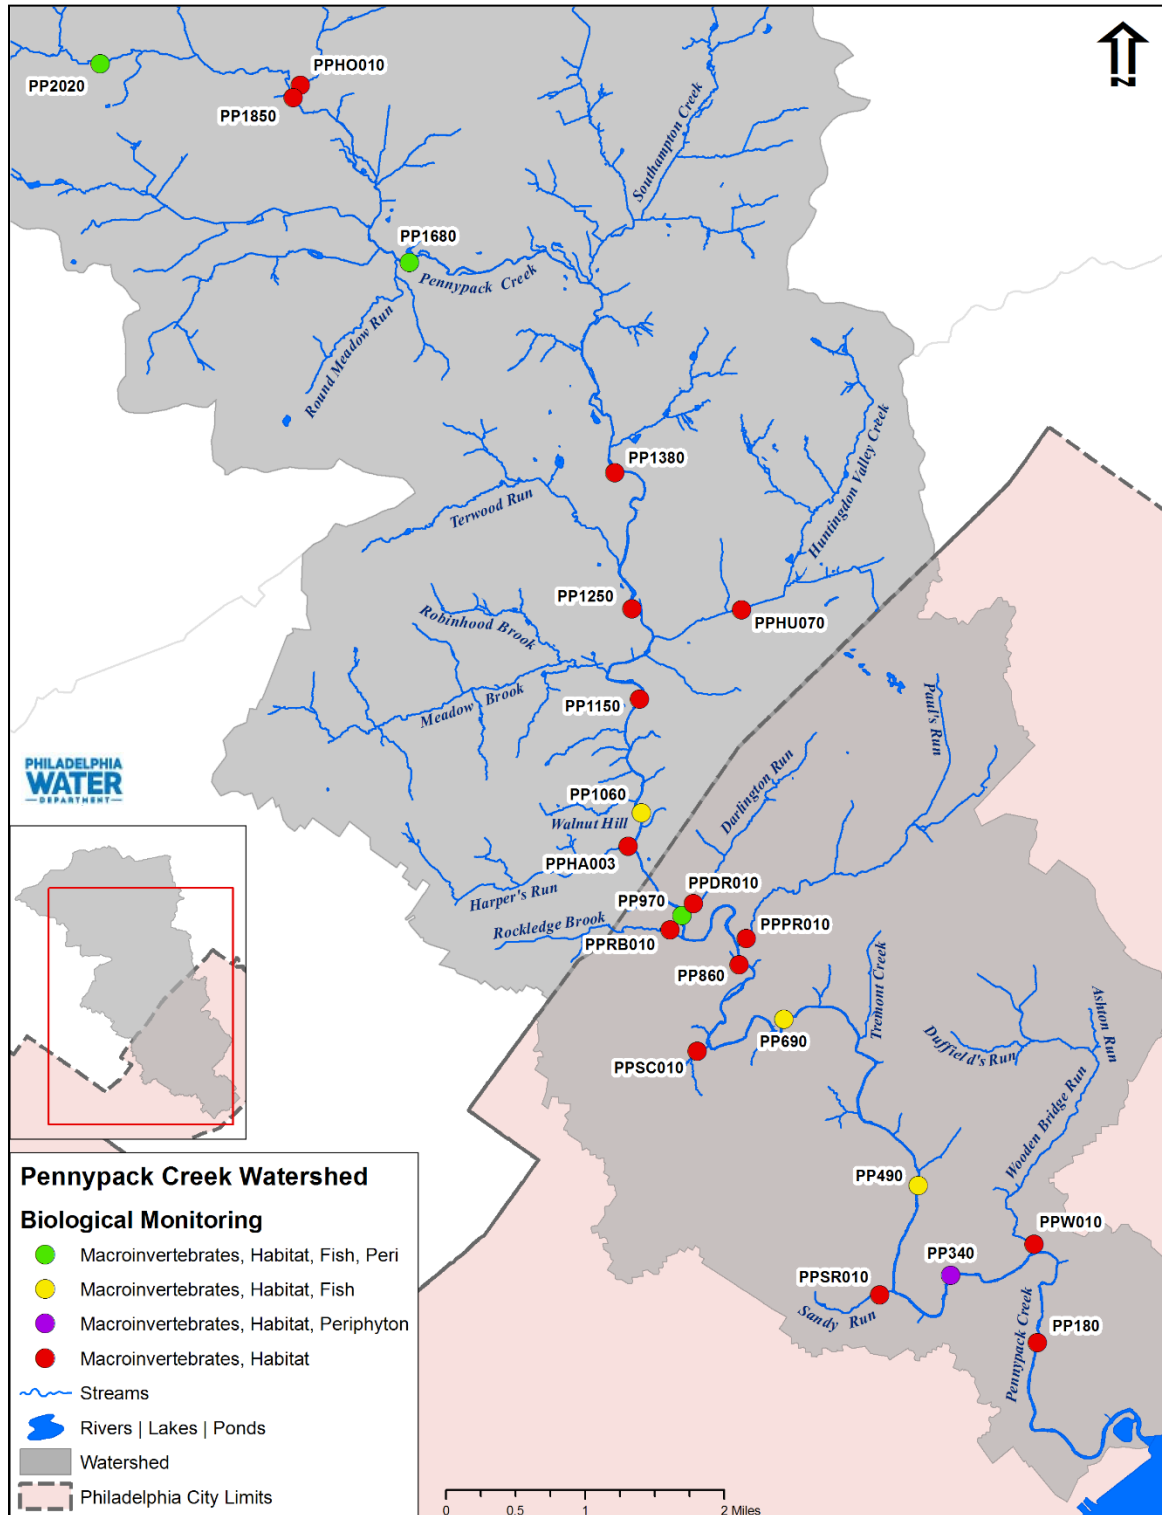 N
PPHO010
PP2020
PP1850
Southampton Creek
PP1680
Pennypack Creek
Round Meadow Run
PP1380
Huntingdon Valley Creek
Terwood Run
PP1250
Robinhood Brook
PPHU070
Meadow Brook
PP1150
Paul's Run
PHILADELPHIA
WATER
DEPARTMENT
PP1060
Walnut Hill
Darlington Run
PPHA003
Harper's Run
PPDR010
PP970
Rockledge Brook
PPRB010
PPPR010
PP860
Tremont Creek
Ashton Run
Duffield's Run
PP690
PPSC010
Wooden Bridge Run
PP490
PPW010
PP340
PPSR010
Sandy Run
Pennypack Creek
PP180
Pennypack Creek Watershed
Biological Monitoring
Macroinvertebrates, Habitat, Fish, Peri
Macroinvertebrates, Habitat, Fish
Macroinvertebrates, Habitat, Periphyton
Macroinvertebrates, Habitat
Streams
Rivers | Lakes | Ponds
Watershed
Philadelphia City Limits
0 0.5 1 2 Miles